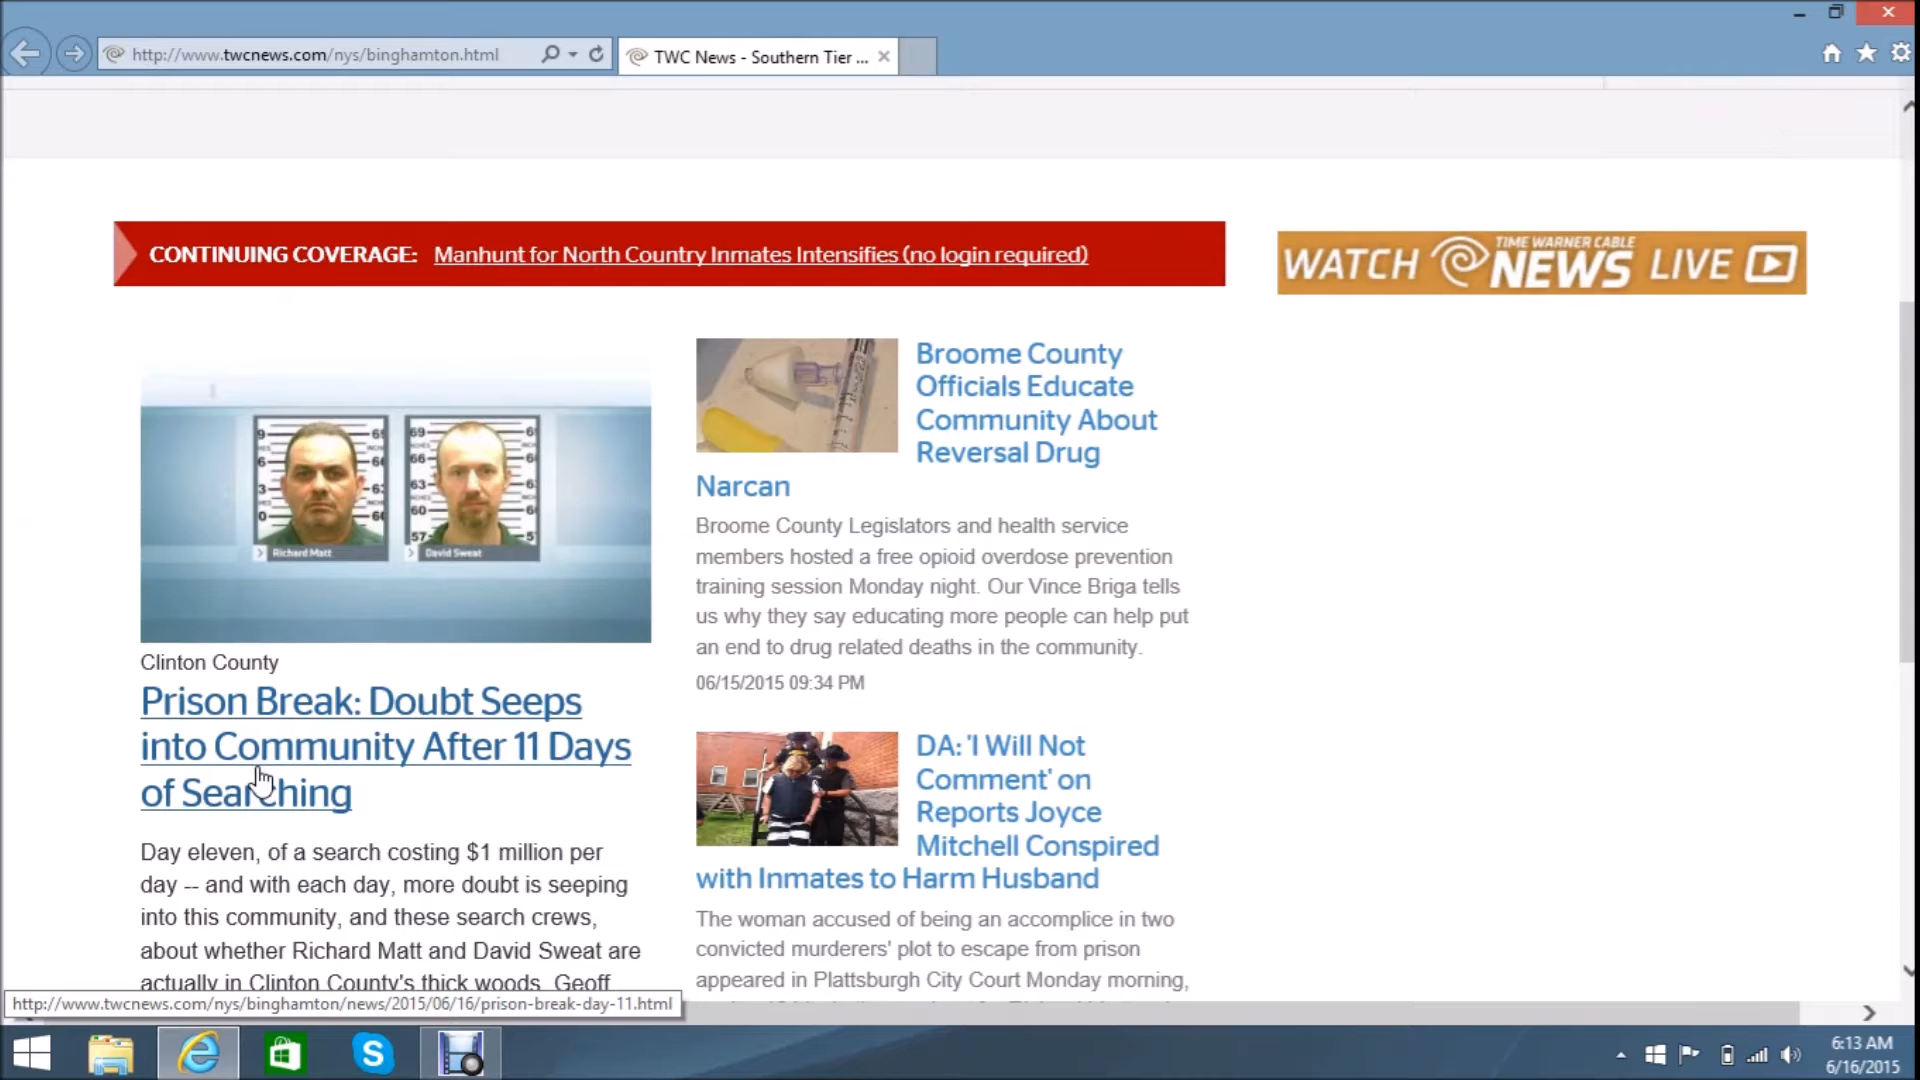 http://www.twcnews.com/nys/binghamton.html
TWC News - Southern Tier ...
CONTINUING COVERAGE: Manhunt for North Country Inmates Intensifies (no login required)
WATCH TIME WARNER CABLE NEWS LIVE
Richard Matt
David Sweat
Clinton County
Prison Break: Doubt Seeps
into Community After 11 Days
of Searching
Day eleven, of a search costing $1 million per
day -- and with each day, more doubt is seeping
into this community, and these search crews,
about whether Richard Matt and David Sweat are
actually in Clinton County's thick woods. Geoff
Broome County
Officials Educate
Community About
Reversal Drug
Narcan
Broome County Legislators and health service
members hosted a free opioid overdose prevention
training session Monday night. Our Vince Briga tells
us why they say educating more people can help put
an end to drug related deaths in the community.
06/15/2015 09:34 PM
DA: 'I Will Not
Comment' on
Reports Joyce
Mitchell Conspired
with Inmates to Harm Husband
The woman accused of being an accomplice in two
convicted murderers' plot to escape from prison
appeared in Plattsburgh City Court Monday morning,
http://www.twcnews.com/nys/binghamton/news/2015/06/16/prison-break-day-11.html
6:13 AM
6/16/2015